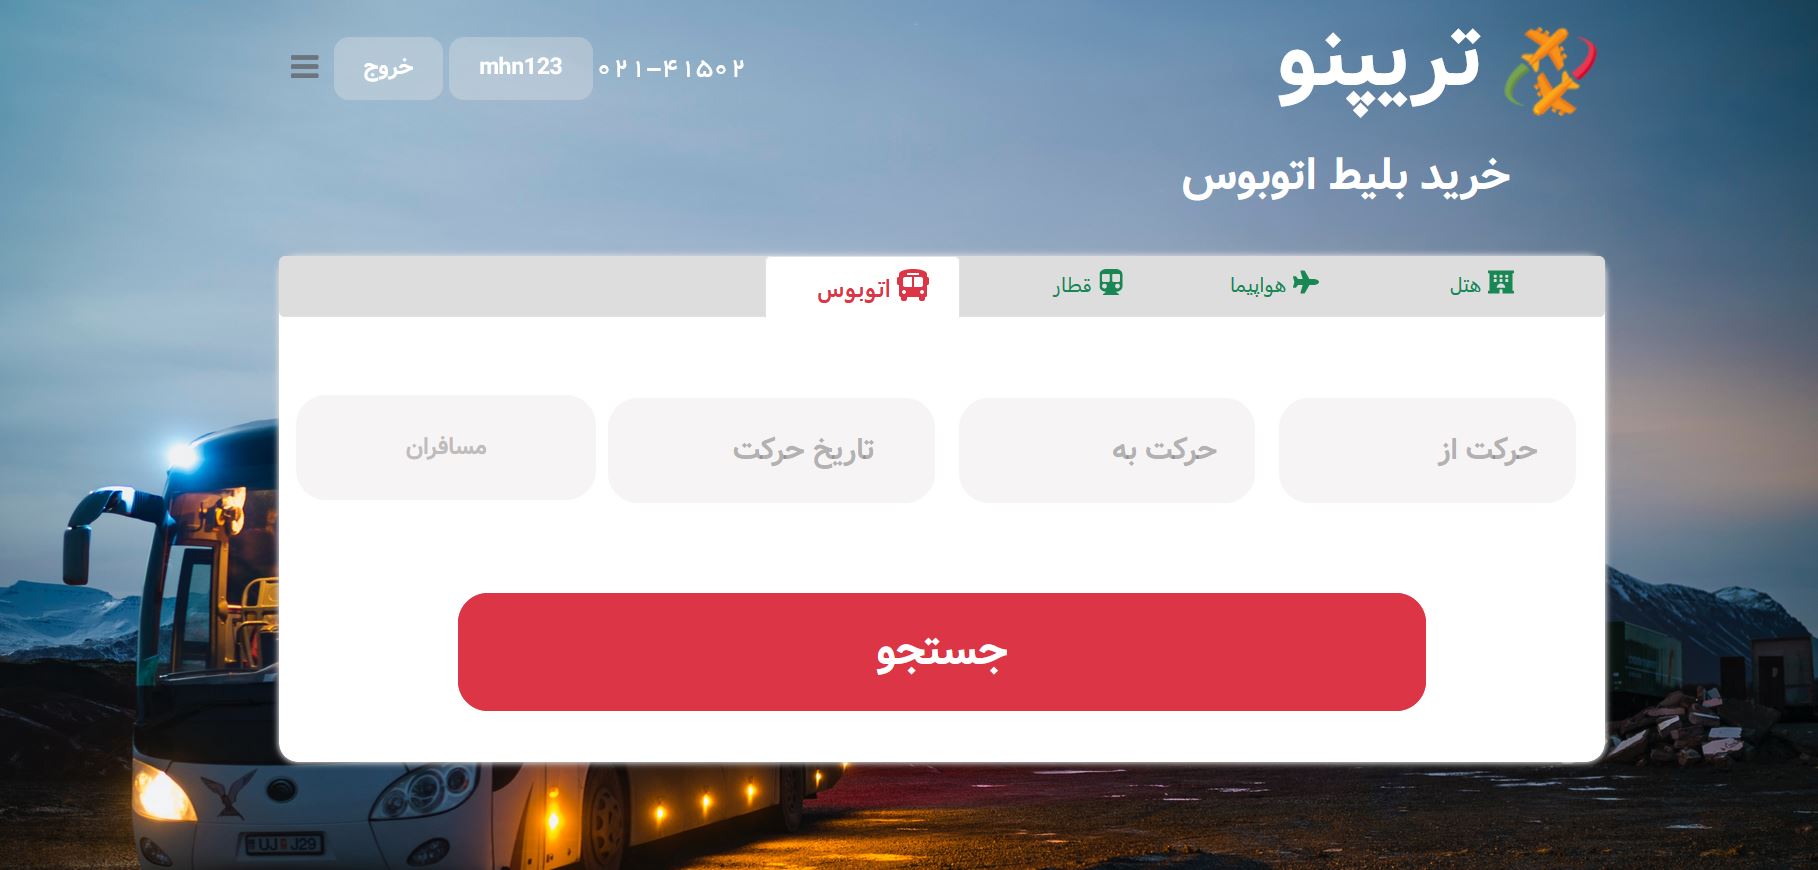 تریپنو
۰۲۱-۴۱۵۰۲
mhn123
خروج
خرید بلیط اتوبوس
هتل
هواپیما
قطار
اتوبوس
حرکت از
حرکت به
تاریخ حرکت
مسافران
جستجو
UJ J29